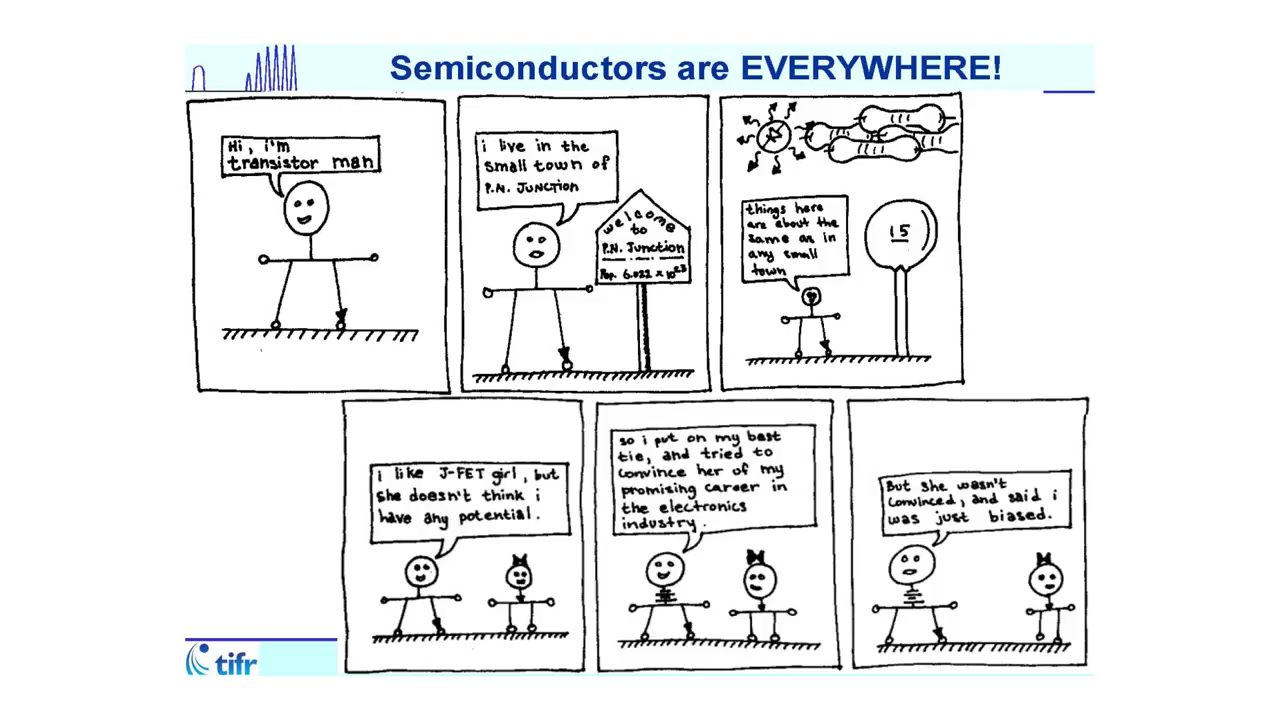 Semiconductors are EVERYWHERE!
Hi, i'm
transistor man
i live in the
small town of
P.N. JUNCTION
welcome
to
P.N. Junction
Pop. 6.022 x 10²³
things here
are about the
same as in
any small
town
15
i like J-FET girl, but
she doesn't think i
have any potential.
so i put on my best
tie, and tried to
convince her of my
promising career in
the electronics
industry.
But she wasn't
convinced, and said i
was just biased.
tifr